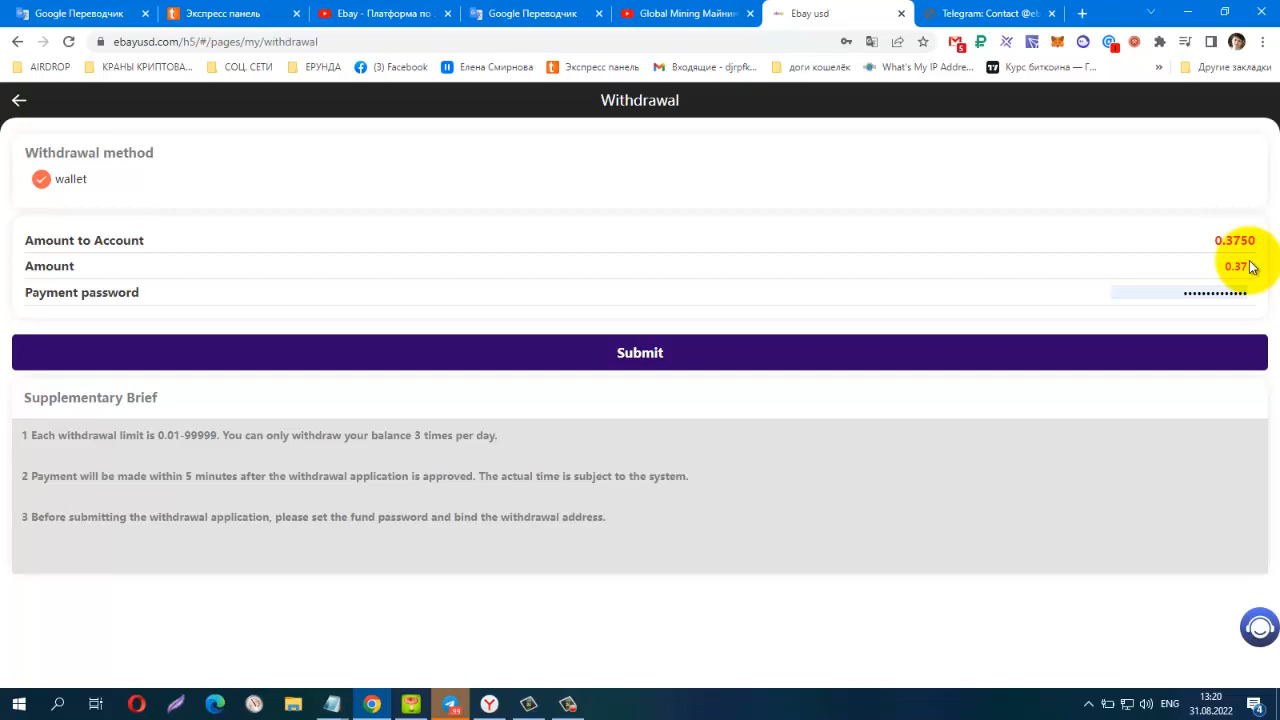 Google Переводчик
Экспресс панель
Ebay - Платформа по
Google Переводчик
Global Mining Майнин
Ebay usd
Telegram: Contact @eb
ebayusd.com/h5/#/pages/my/withdrawal
5
1
AIRDROP
КРАНЫ КРИПТОВА...
СОЦ. СЕТИ
ЕРУНДА
(3) Facebook
Елена Смирнова
Экспресс панель
Входящие - djrpfk...
доги кошелёк
What's My IP Addre...
Курс биткоина — Г...
»
Другие закладки
Withdrawal
Withdrawal method
wallet
Amount to Account
0.3750
Amount
0.37
Payment password
••••••••••••••
Submit
Supplementary Brief
1 Each withdrawal limit is 0.01-99999. You can only withdraw your balance 3 times per day.
2 Payment will be made within 5 minutes after the withdrawal application is approved. The actual time is subject to the system.
3 Before submitting the withdrawal application, please set the fund password and bind the withdrawal address.
99
ENG
13:20
31.08.2022
4